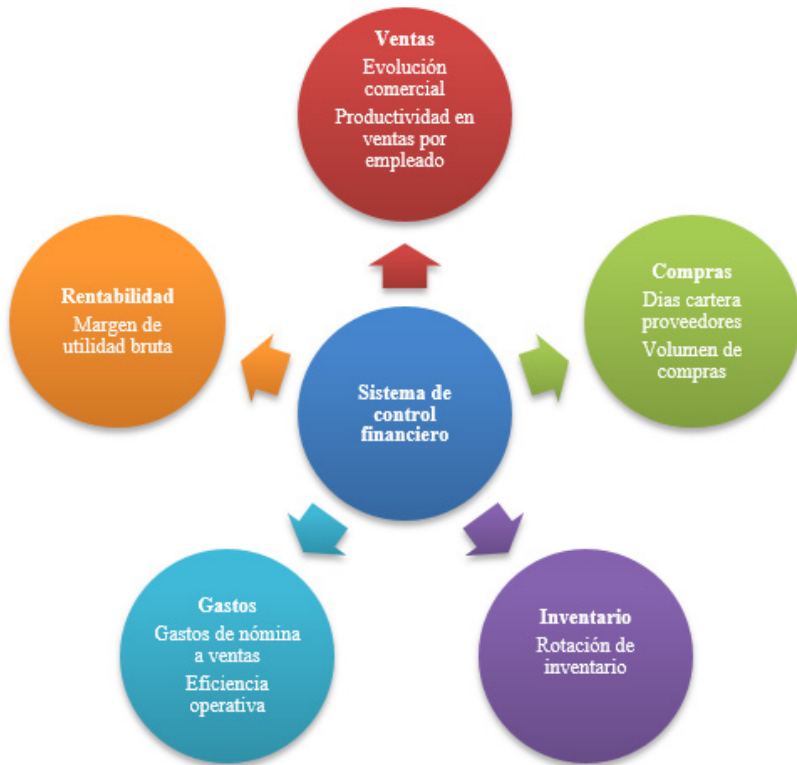 Ventas
Evolución
comercial
Productividad en
ventas por
empleado
Compras
Dias cartera
proveedores
Volumen de
compras
Rentabilidad
Margen de
utilidad bruta
Sistema de
control
financiero
Gastos
Gastos de nómina
a ventas
Eficiencia
operativa
Inventario
Rotación de
inventario